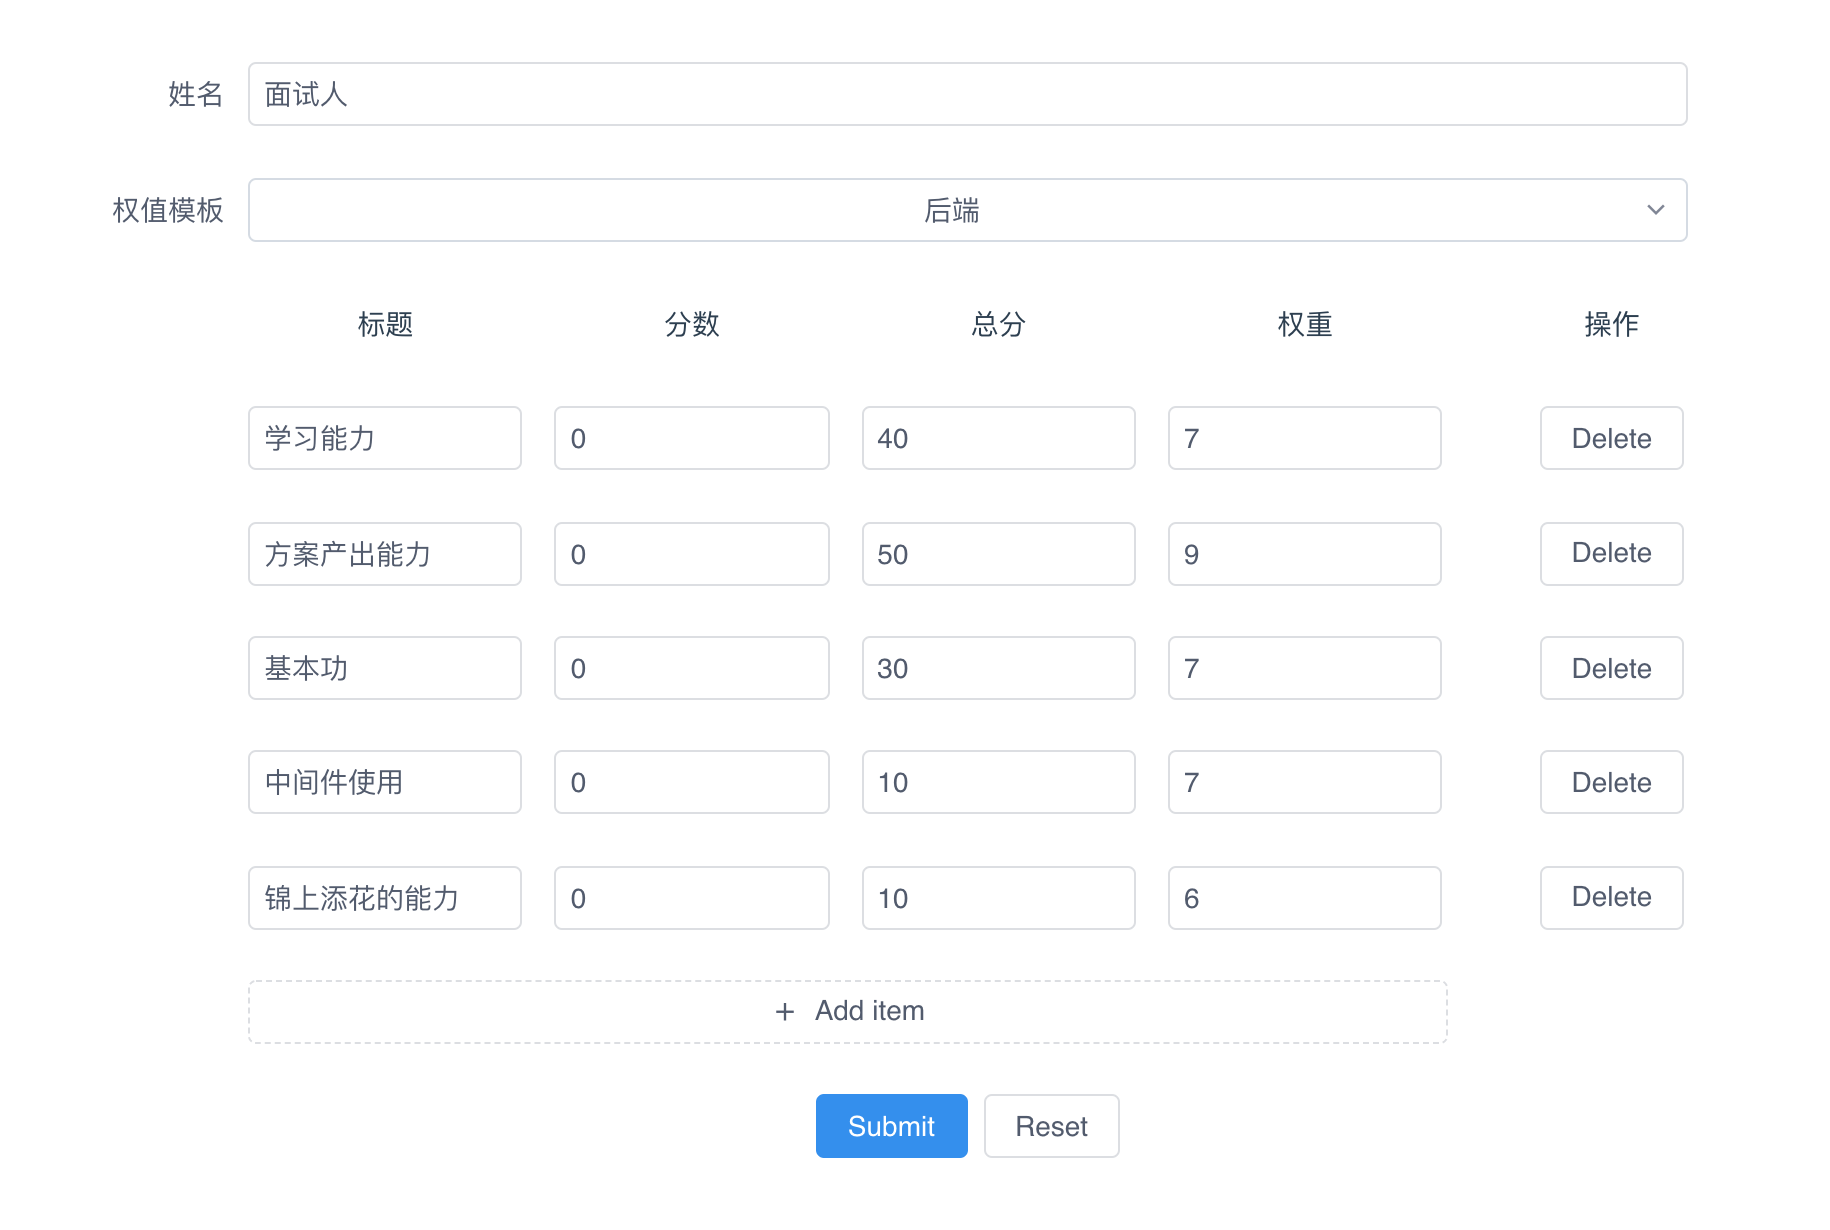 姓名 面试人
权值模板 后端
标题 分数 总分 权重 操作
学习能力 0 40 7 Delete
方案产出能力 0 50 9 Delete
基本功 0 30 7 Delete
中间件使用 0 10 7 Delete
锦上添花的能力 0 10 6 Delete
+ Add item
Submit Reset